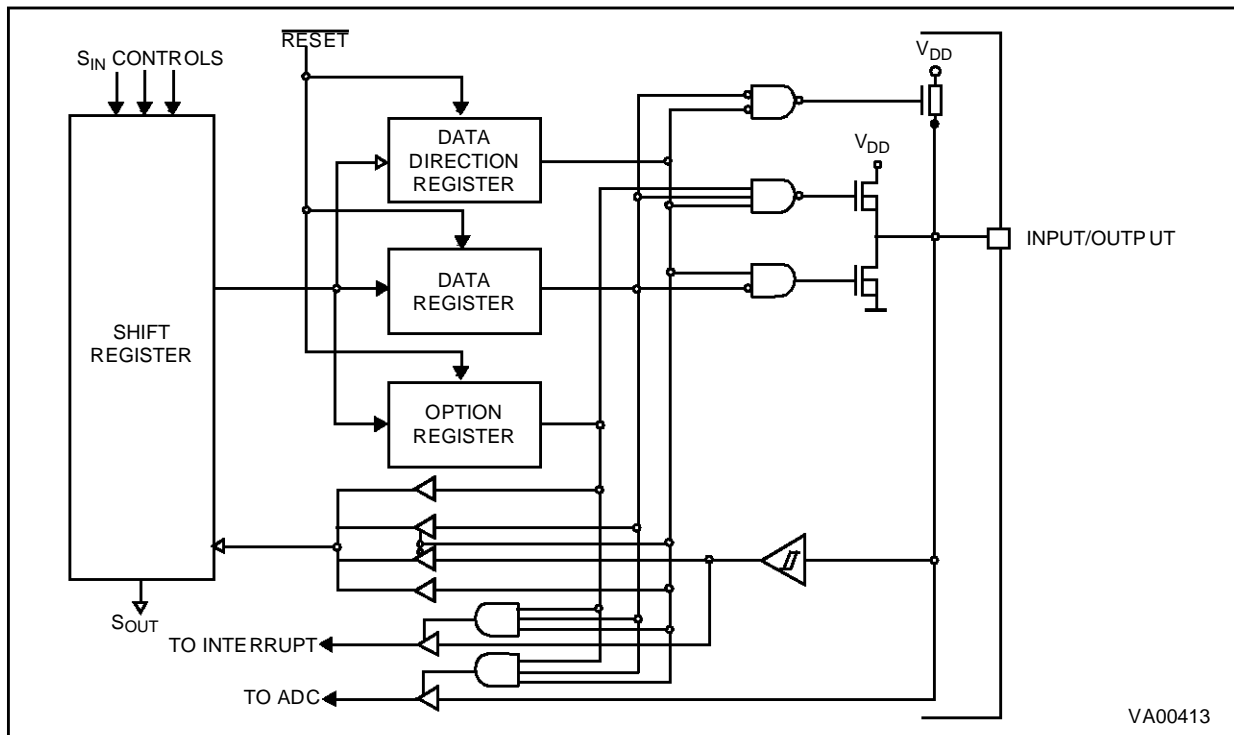 RESET
S_IN CONTROLS
V_DD
DATA
DIRECTION
REGISTER
V_DD
INPUT/OUTPUT
DATA
REGISTER
SHIFT
REGISTER
OPTION
REGISTER
S_OUT
TO INTERRUPT
TO ADC
VA00413